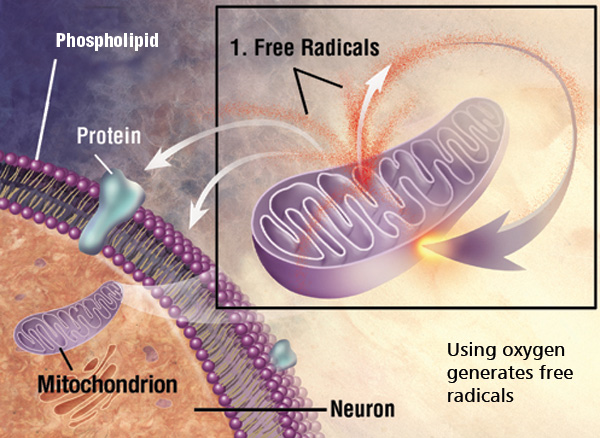 Phospholipid
1. Free Radicals
Protein
Mitochondrion
Neuron
Using oxygen
generates free
radicals